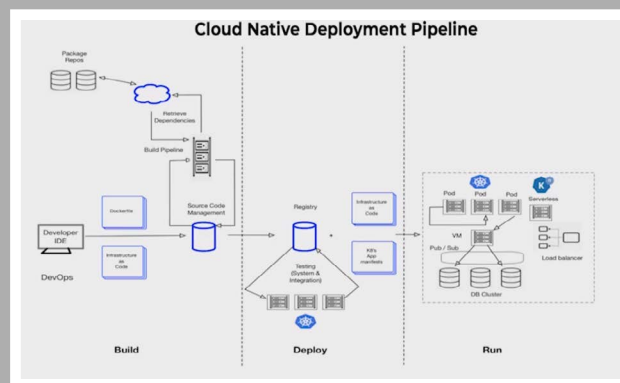 Cloud Native Deployment Pipeline
Package
Repos
Retrieve
Dependencies
Build Pipeline
Dockerfile
Source Code
Management
Developer
IDE
DevOps
Infrastructure
as
Code
Registry
+
Testing
(System &
Integration)
Infrastructure
as
Code
K8's
App
manifests
Pod
Pod
Pod
K
Serverless
VM
Pub / Sub
Load balancer
DB Cluster
Build
Deploy
Run